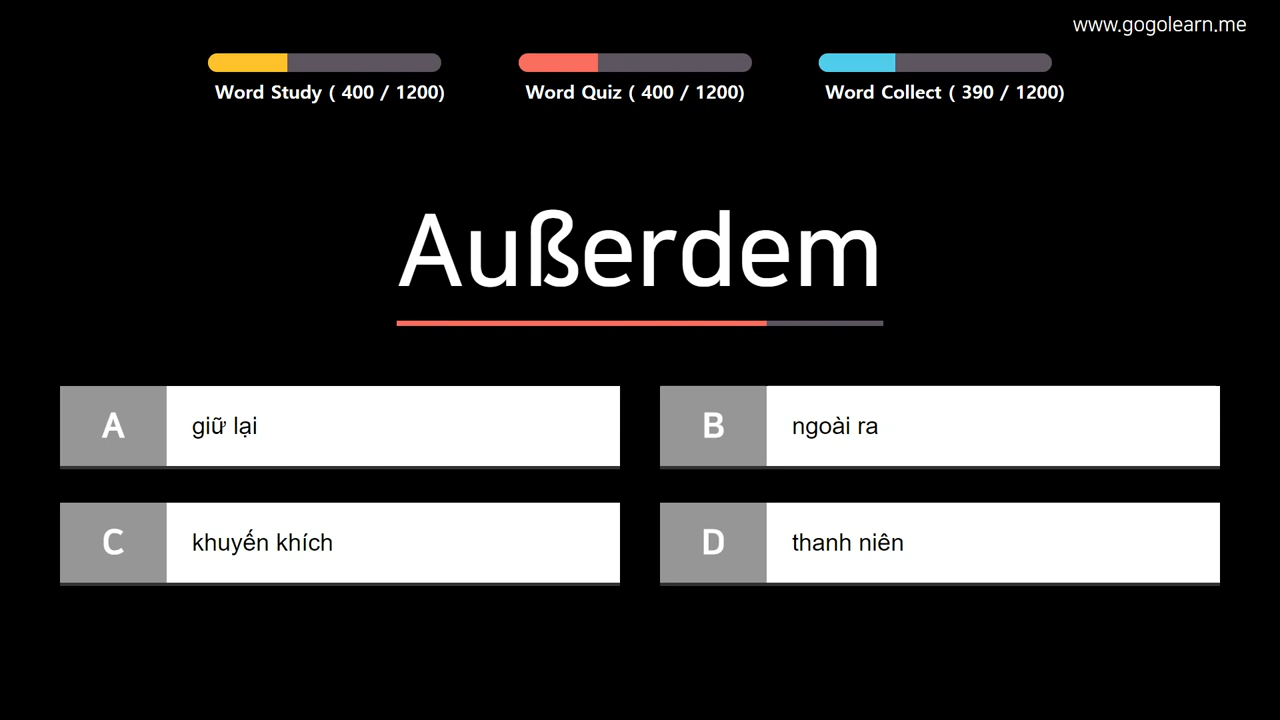 www.gogolearn.me
Word Study ( 400 / 1200)
Word Quiz ( 400 / 1200)
Word Collect ( 390 / 1200)
Außerdem
A
giữ lại
B
ngoài ra
C
khuyến khích
D
thanh niên